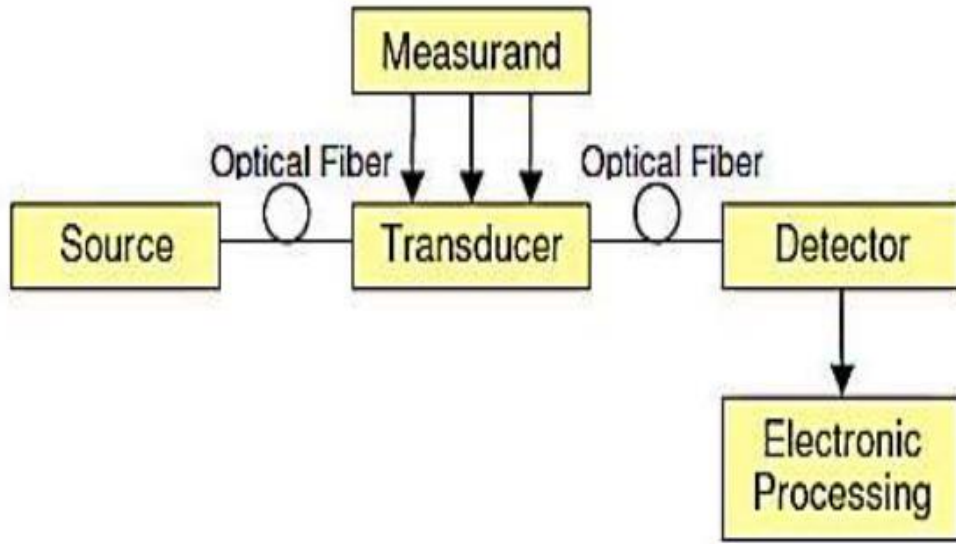 Measurand
Optical Fiber
Optical Fiber
Source
Transducer
Detector
Electronic
Processing